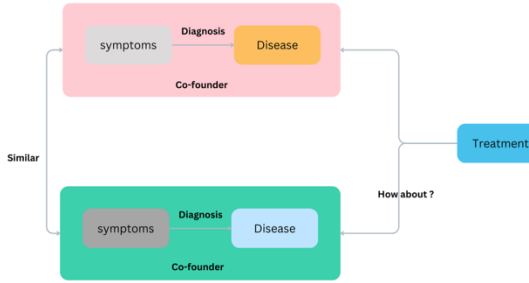 Diagnosis
symptoms
Disease
Co-founder
Similar
Treatment
How about ?
Diagnosis
symptoms
Disease
Co-founder